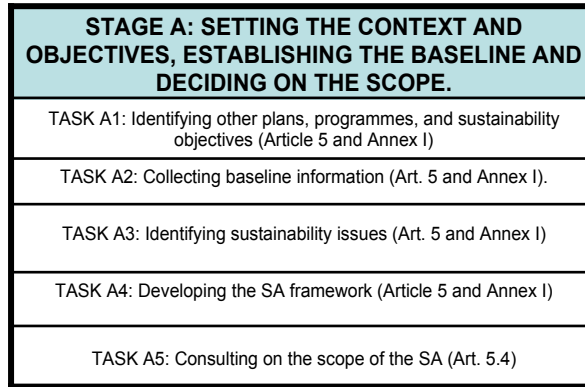 STAGE A: SETTING THE CONTEXT AND
OBJECTIVES, ESTABLISHING THE BASELINE AND
DECIDING ON THE SCOPE.
TASK A1: Identifying other plans, programmes, and sustainability
objectives (Article 5 and Annex I)
TASK A2: Collecting baseline information (Art. 5 and Annex I).
TASK A3: Identifying sustainability issues (Art. 5 and Annex I)
TASK A4: Developing the SA framework (Article 5 and Annex I)
TASK A5: Consulting on the scope of the SA (Art. 5.4)